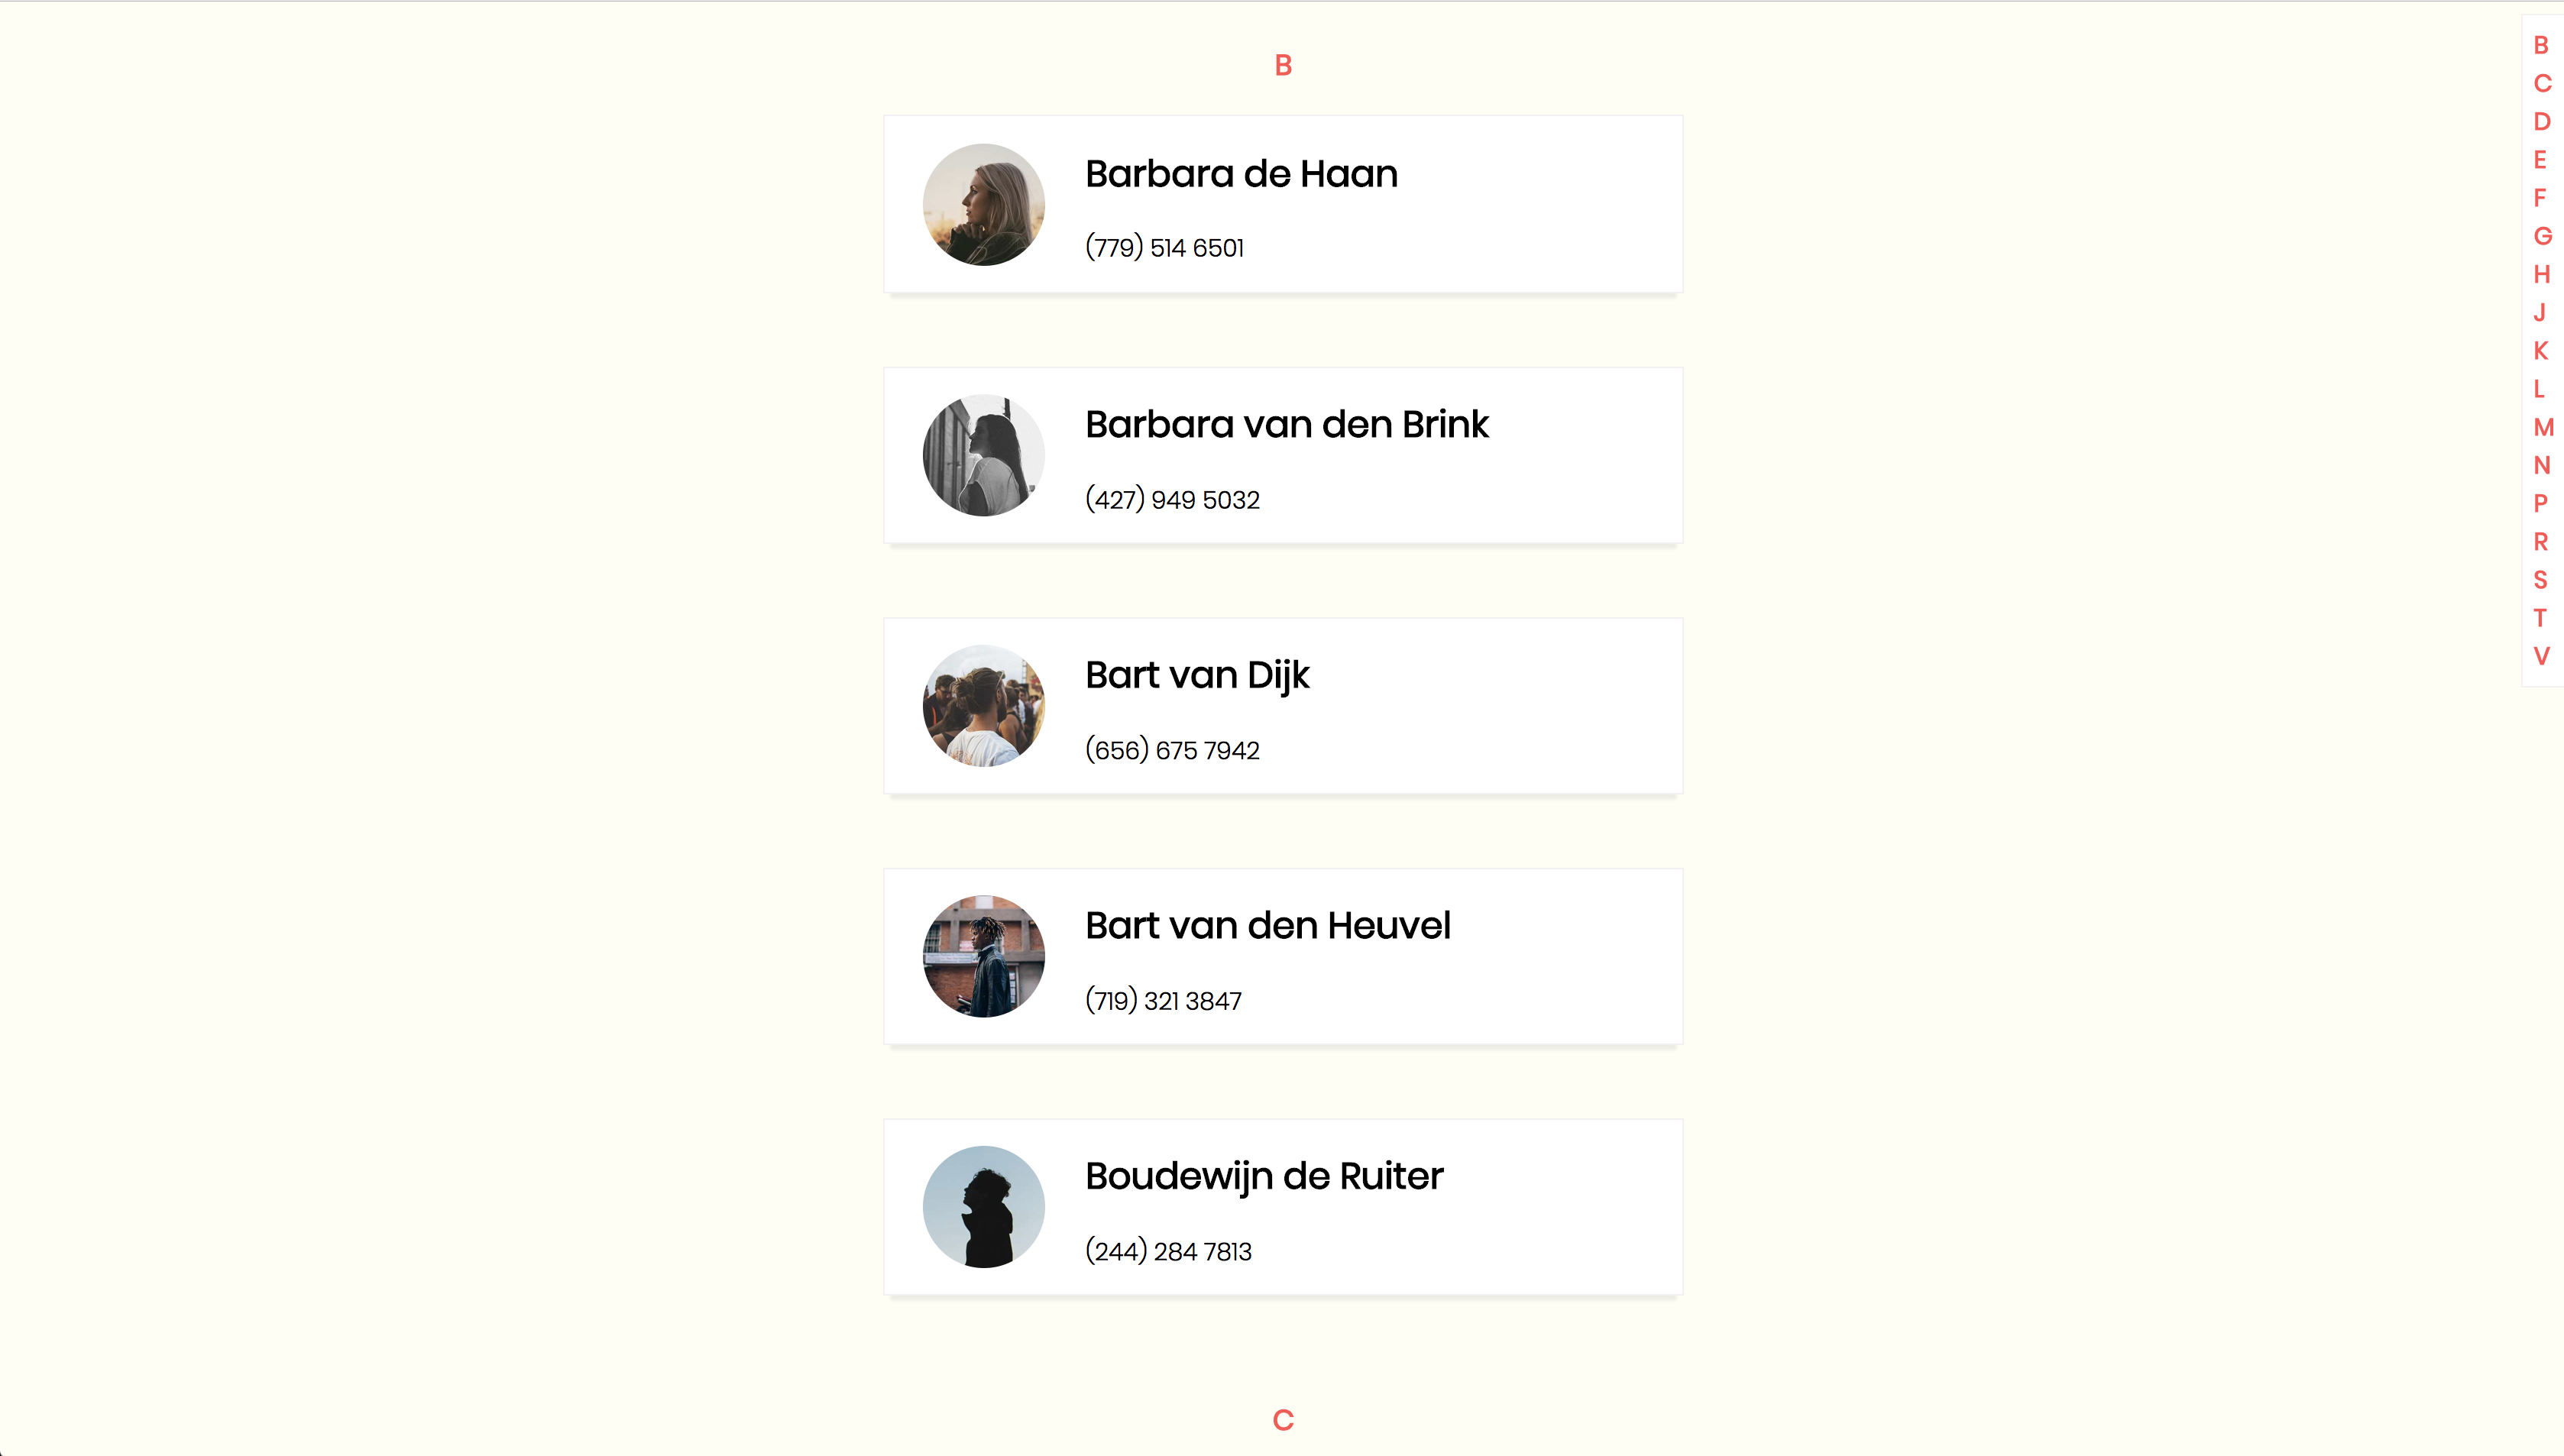 B
Barbara de Haan
(779) 514 6501
Barbara van den Brink
(427) 949 5032
Bart van Dijk
(656) 675 7942
Bart van den Heuvel
(719) 321 3847
Boudewijn de Ruiter
(244) 284 7813
C
B
C
D
E
F
G
H
J
K
L
M
N
P
R
S
T
V